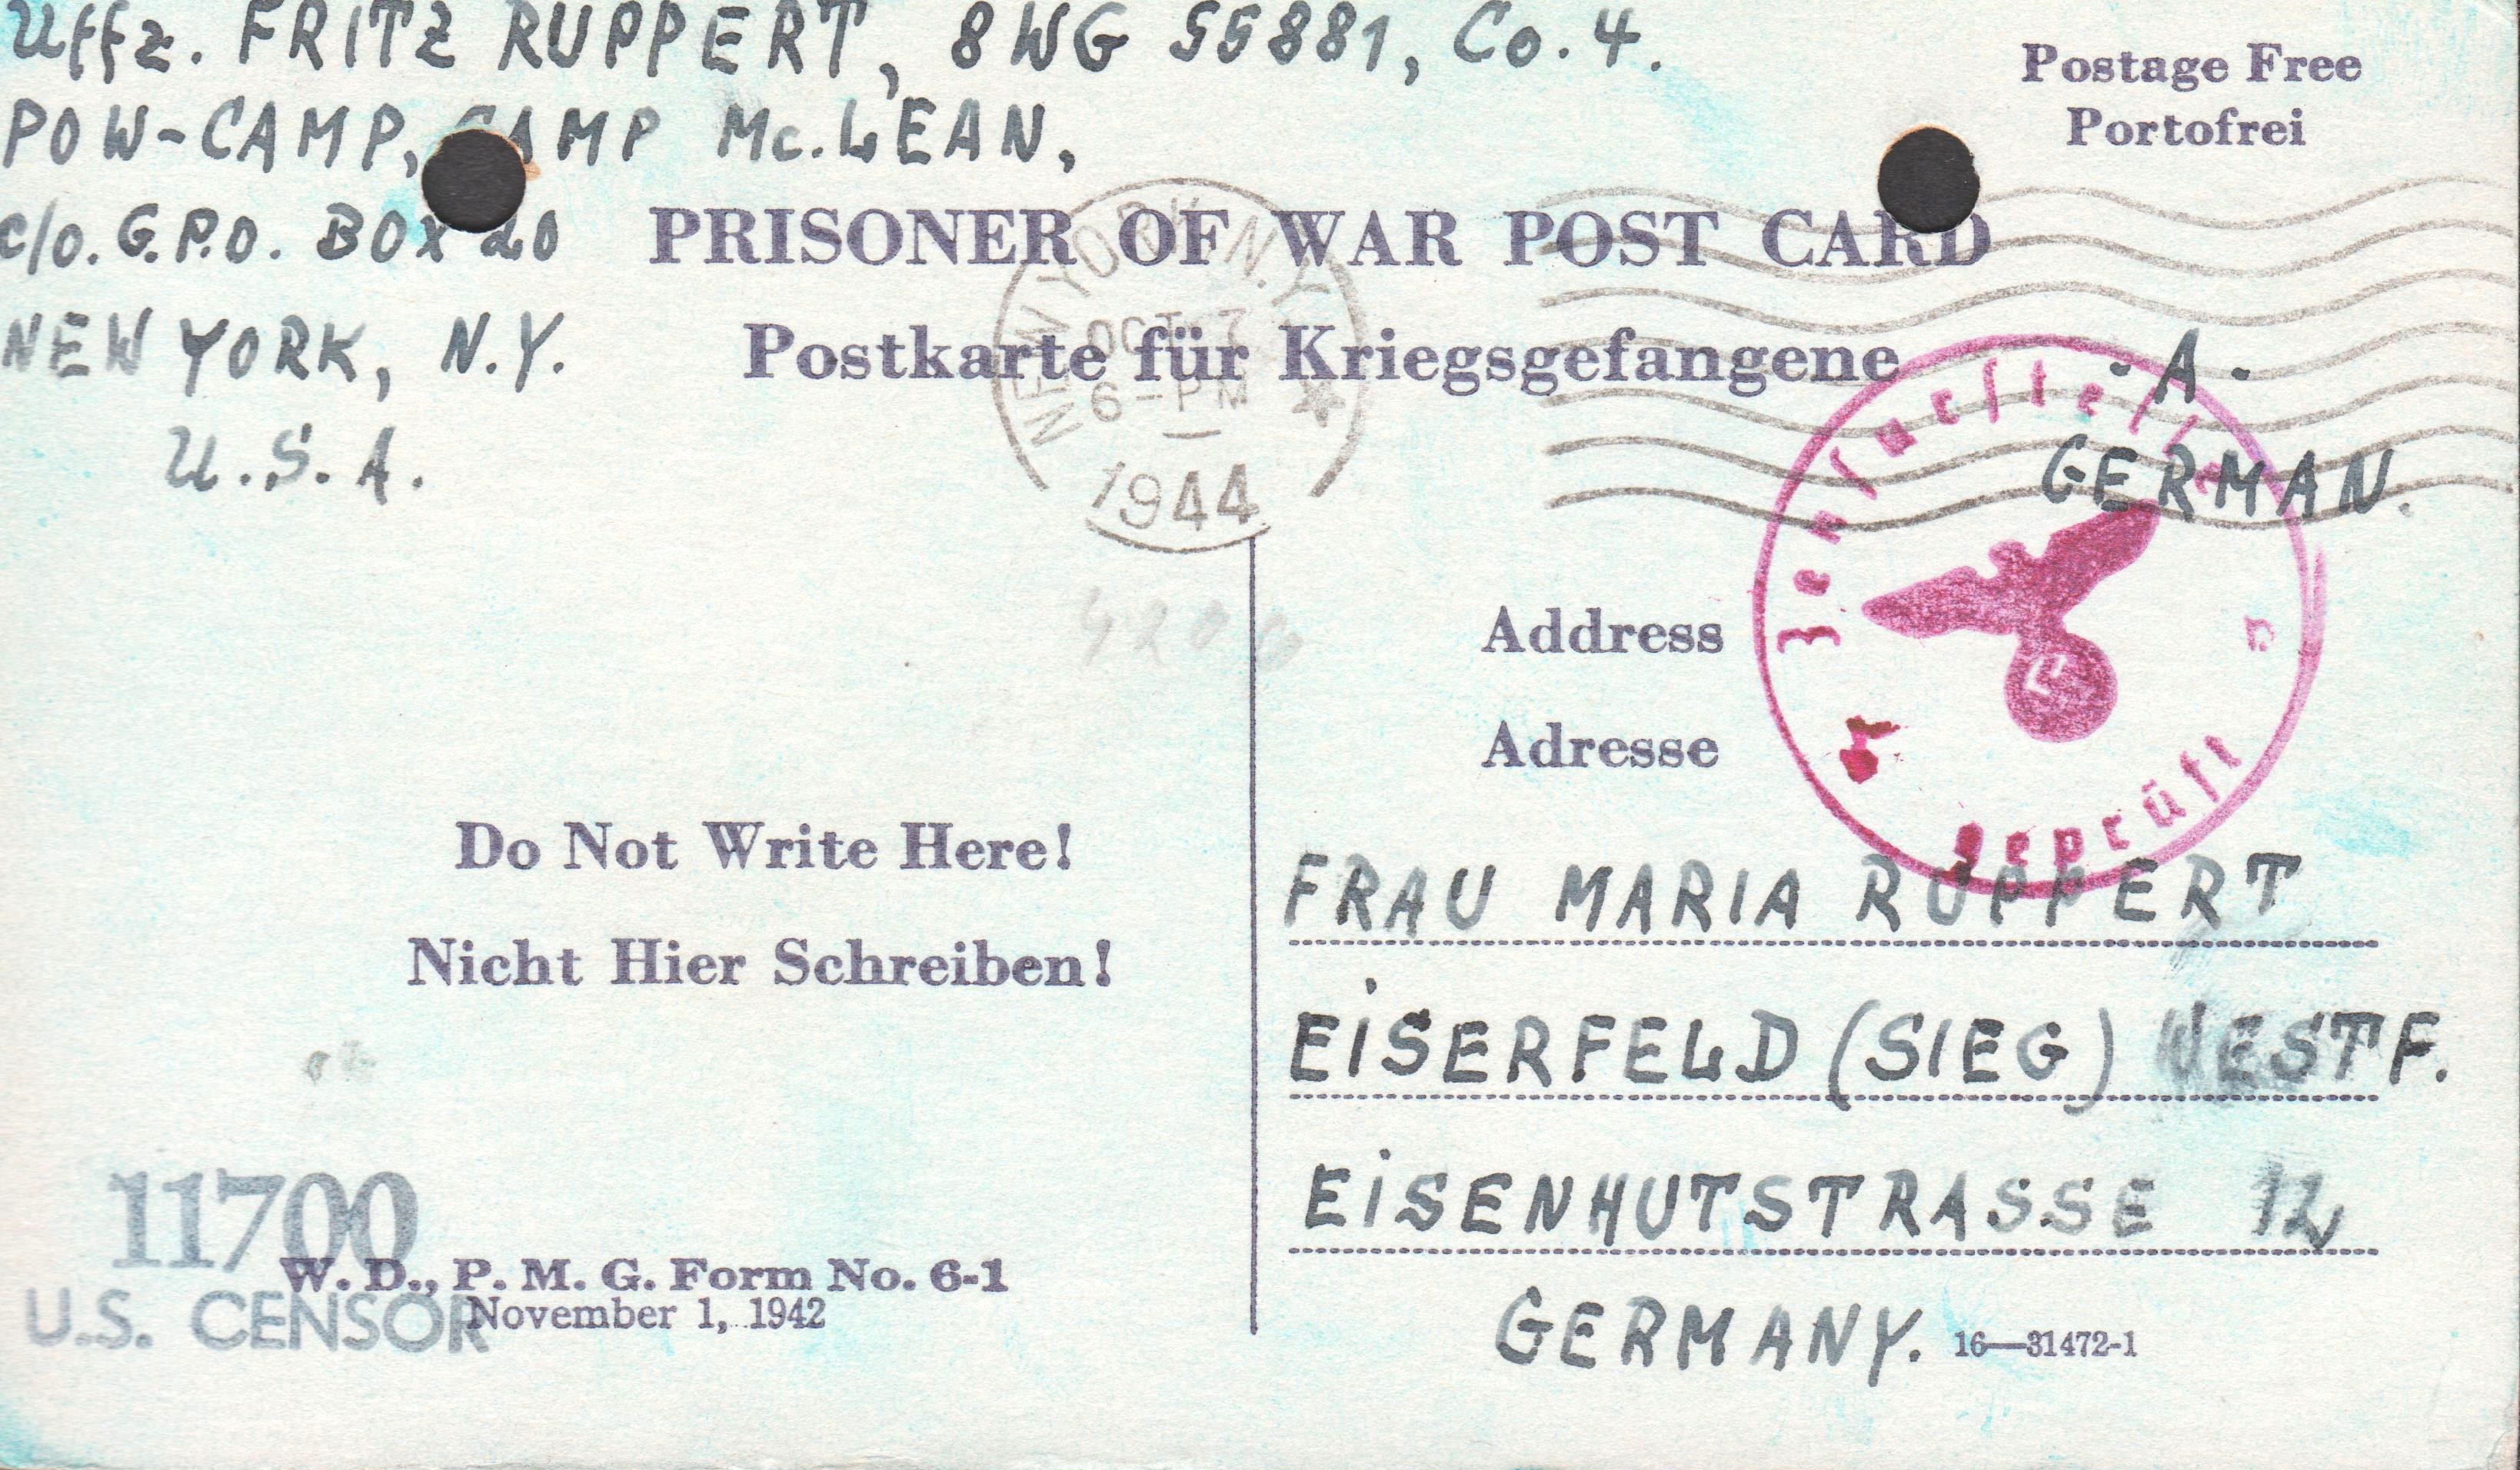 Uffz. FRITZ RUPPERT, 8WG 55881, Co. 4.
POW-CAMP, CAMP Mc.LEAN,
c/o. G.P.O. BOX 20
NEW YORK, N.Y.
U.S.A.
Postage Free
Portofrei
PRISONER OF WAR POST CARD
Postkarte für Kriegsgefangene
NEW YORK, N.Y.
OCT 7
6-PM
1944
-A-
GERMAN.
Zensurstelle
geprüft
Address
Adresse
Do Not Write Here!
Nicht Hier Schreiben!
FRAU MARIA RUPPERT
EISERFELD (SIEG) WESTF.
EISENHUTSTRASSE 12
GERMANY.
11700
U.S. CENSOR
W. D., P. M. G. Form No. 6-1
November 1, 1942
16—31472-1